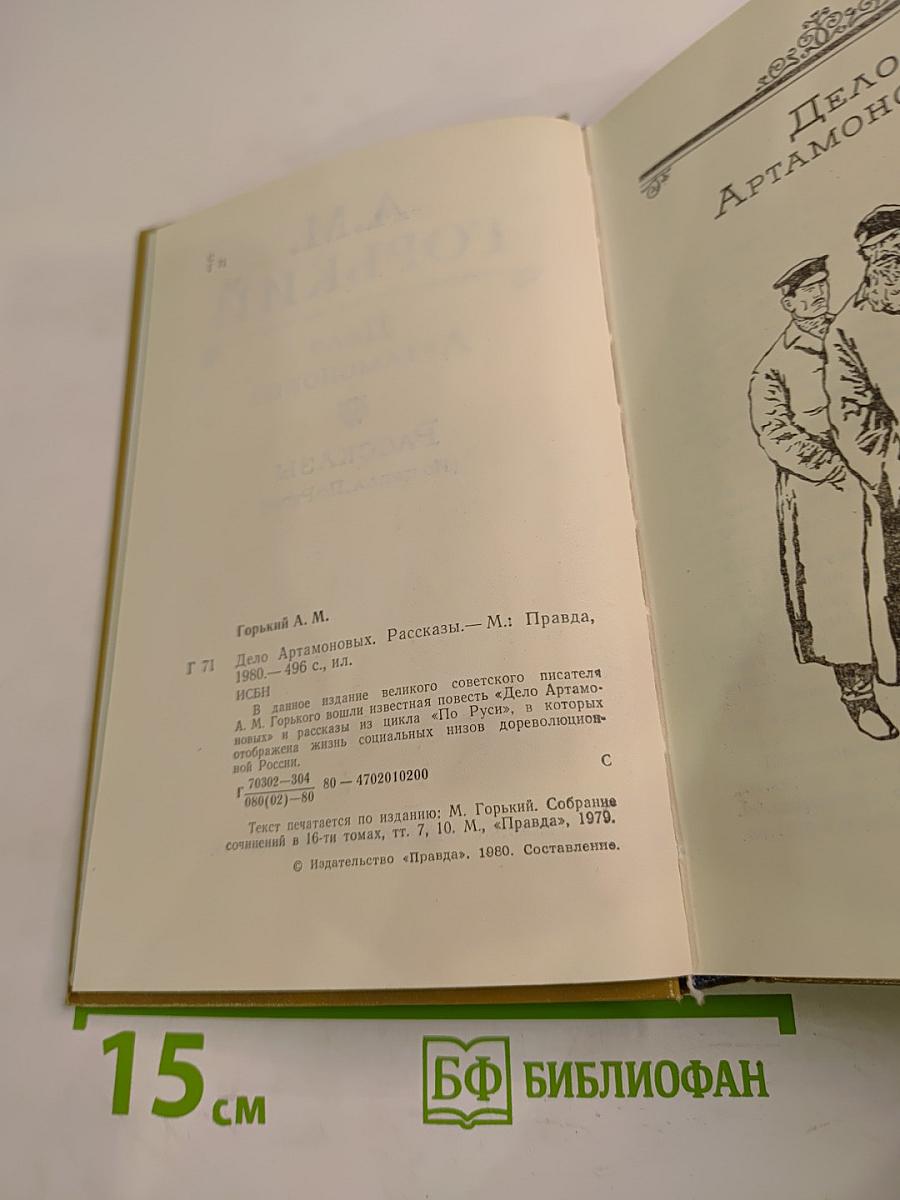 Горький А. М.
Г 71 Дело Артамоновых. Рассказы.— М.: Правда,
1980.— 496 с., ил.
ИСБН
В данное издание великого советского писателя
А. М. Горького вошли известная повесть «Дело Артамо-
новых» и рассказы из цикла «По Руси», в которых
отображена жизнь социальных низов дореволюцион-
ной России.
Г 70302—304 80 — 4702010200 С
080(02)—80
Текст печатается по изданию: М. Горький. Собрание
сочинений в 16-ти томах, тт. 7, 10. М., «Правда», 1979.
© Издательство «Правда». 1980. Составление.
Дело
Артамоно
15 см
БФ БИБЛИОФАН